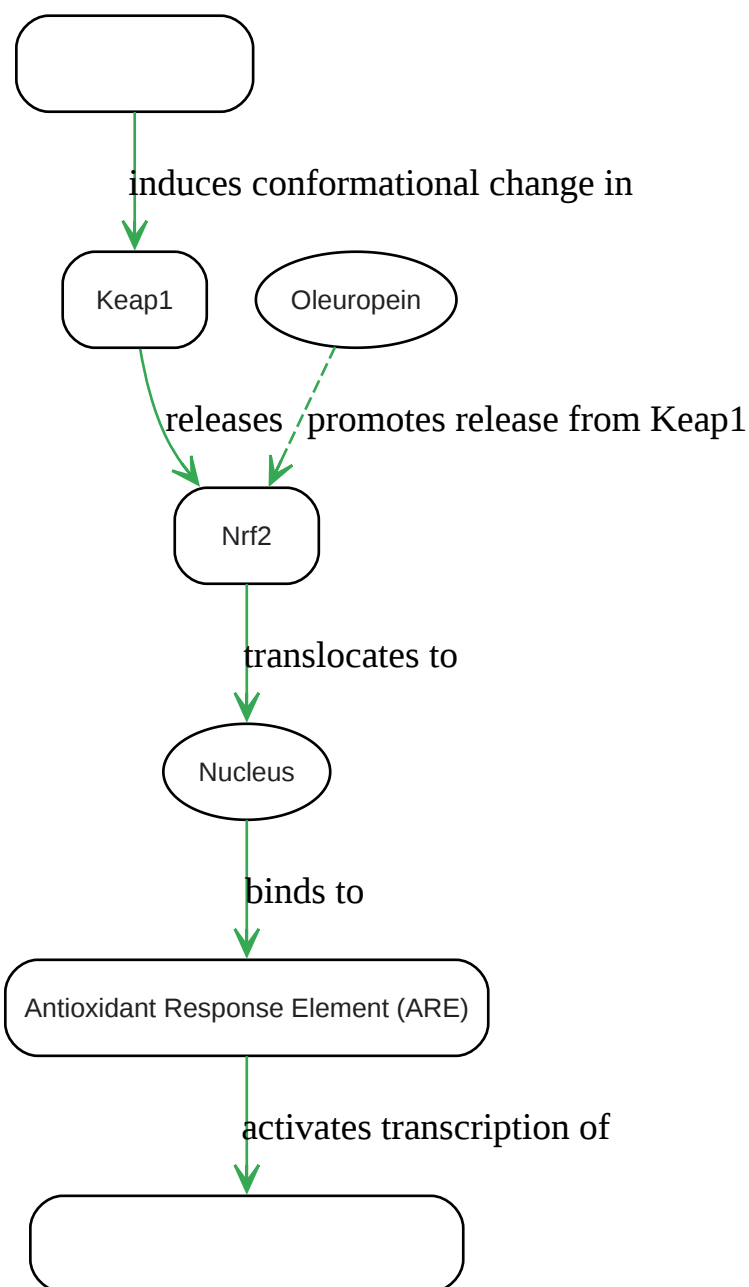 induces conformational change in
Keap1
Oleuropein
releases
promotes release from Keap1
Nrf2
translocates to
Nucleus
binds to
Antioxidant Response Element (ARE)
activates transcription of